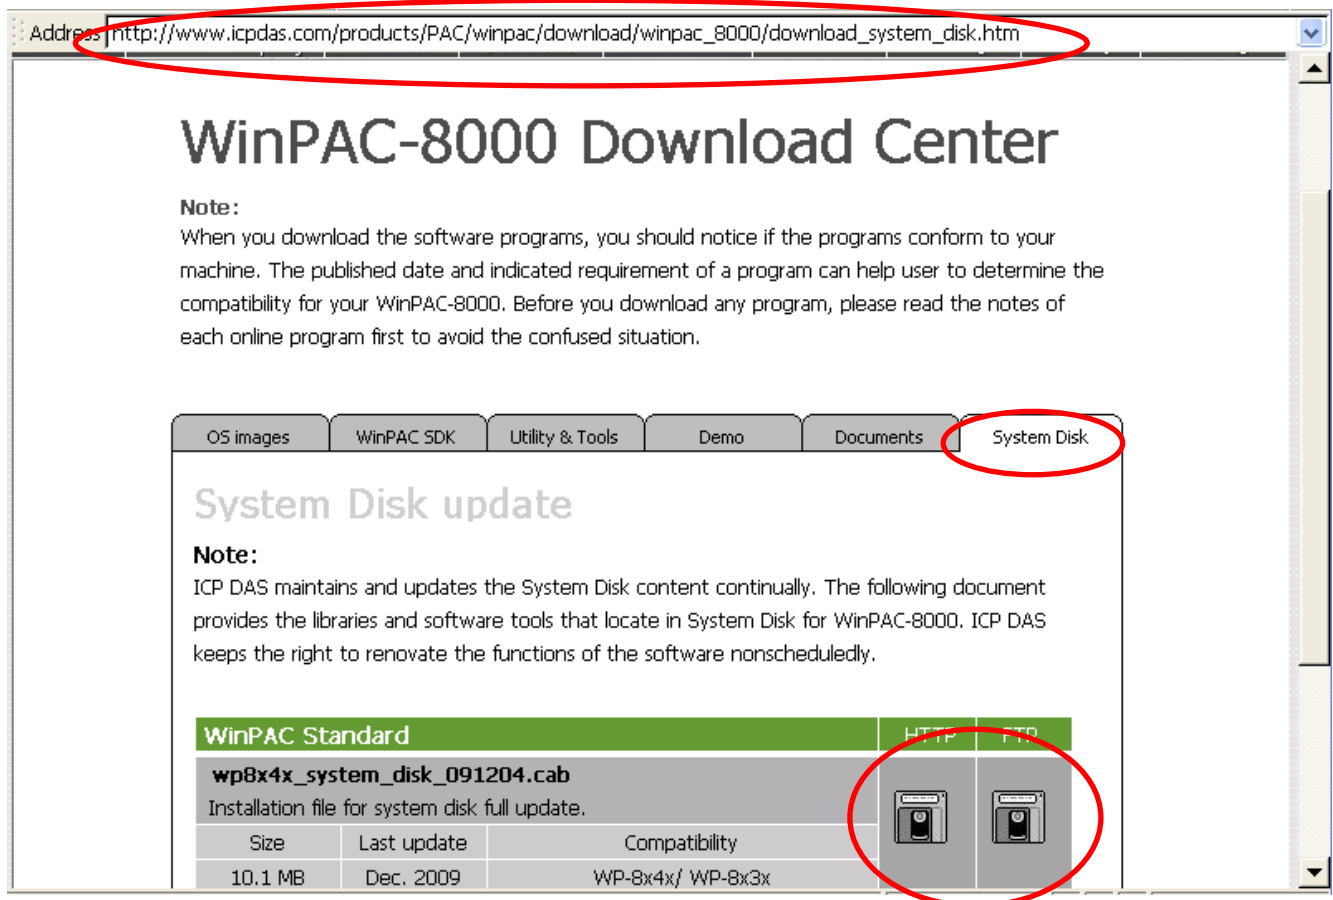 Address http://www.icpdas.com/products/PAC/winpac/download/winpac_8000/download_system_disk.htm
WinPAC-8000 Download Center
Note:
When you download the software programs, you should notice if the programs conform to your
machine. The published date and indicated requirement of a program can help user to determine the
compatibility for your WinPAC-8000. Before you download any program, please read the notes of
each online program first to avoid the confused situation.
OS images WinPAC SDK Utility & Tools Demo Documents System Disk
System Disk update
Note:
ICP DAS maintains and updates the System Disk content continually. The following document
provides the libraries and software tools that locate in System Disk for WinPAC-8000. ICP DAS
keeps the right to renovate the functions of the software nonscheduledly.
WinPAC Standard HTTP FTP
wp8x4x_system_disk_091204.cab
Installation file for system disk full update.
Size Last update Compatibility
10.1 MB Dec. 2009 WP-8x4x/ WP-8x3x